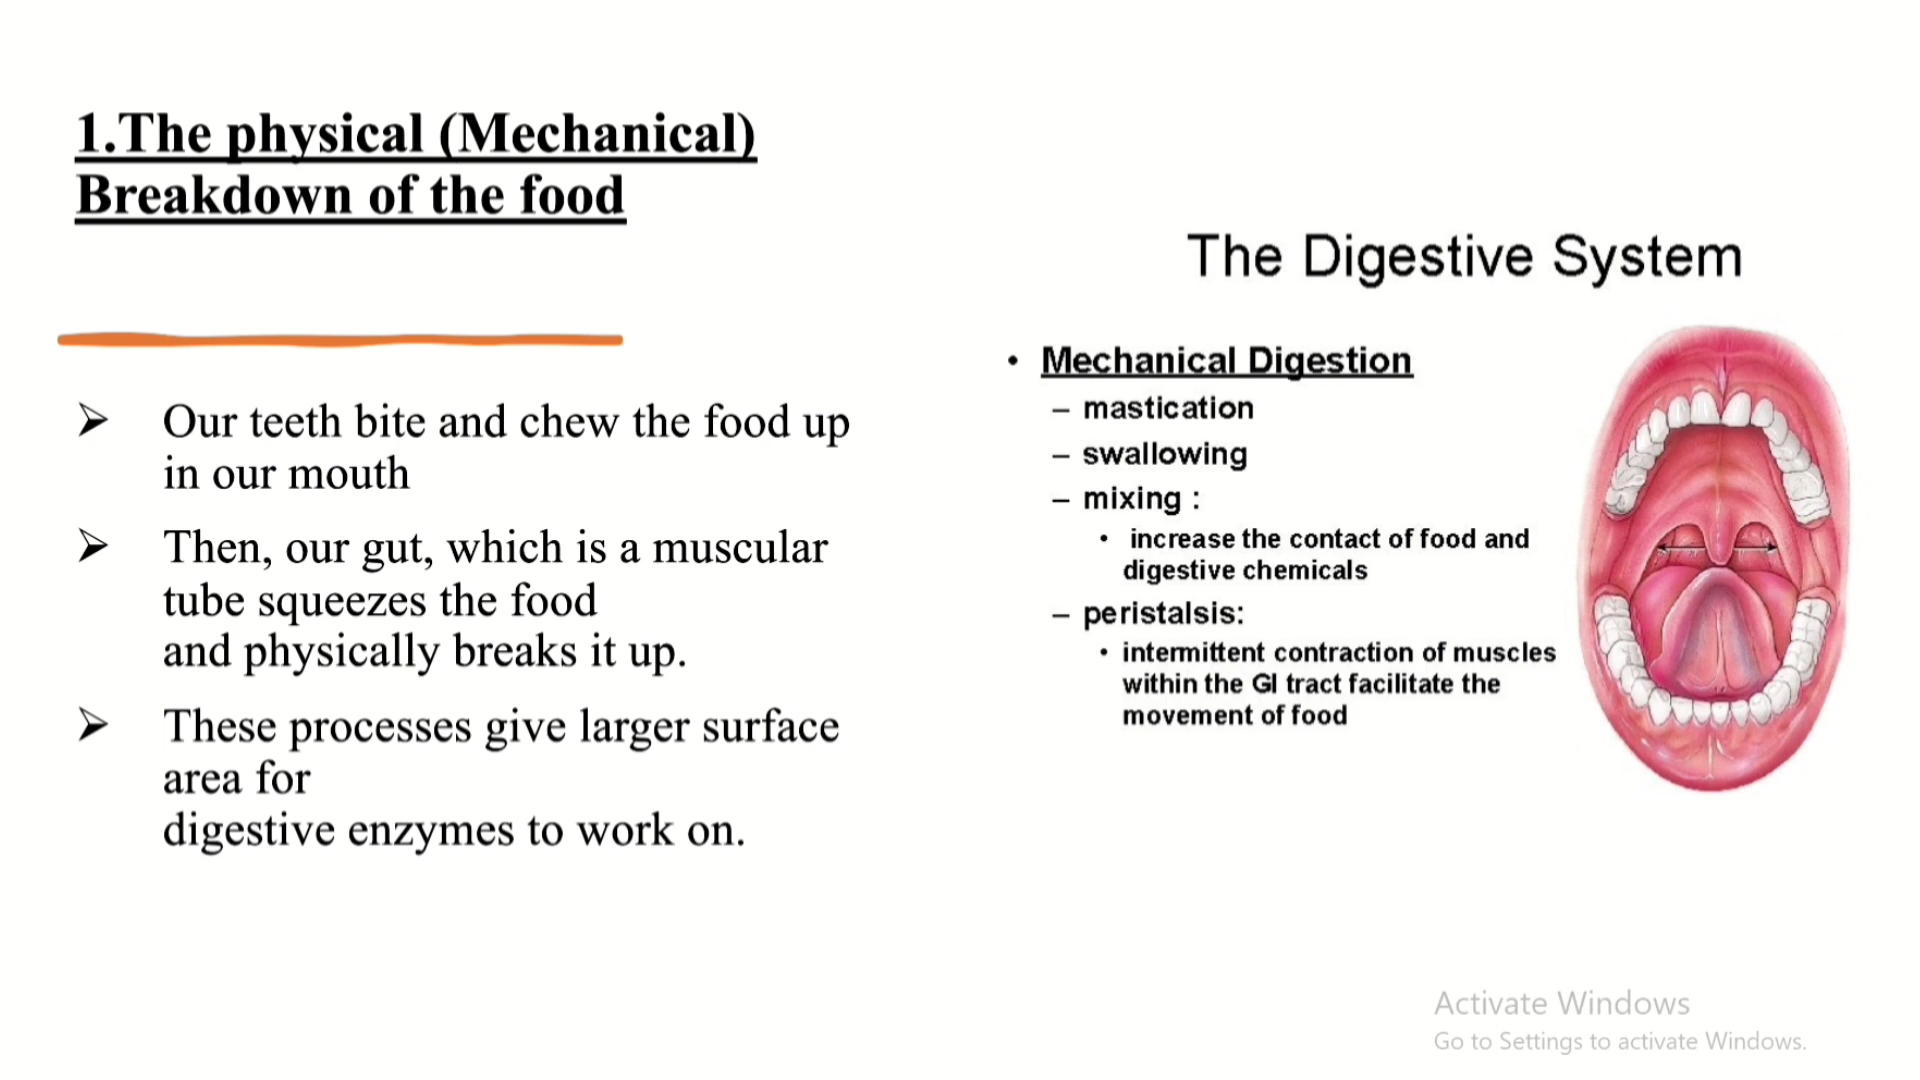 1.The physical (Mechanical)
Breakdown of the food
➢ Our teeth bite and chew the food up
in our mouth
➢ Then, our gut, which is a muscular
tube squeezes the food
and physically breaks it up.
➢ These processes give larger surface
area for
digestive enzymes to work on.
The Digestive System
• Mechanical Digestion
– mastication
– swallowing
– mixing :
• increase the contact of food and
digestive chemicals
– peristalsis:
• intermittent contraction of muscles
within the GI tract facilitate the
movement of food
Activate Windows
Go to Settings to activate Windows.